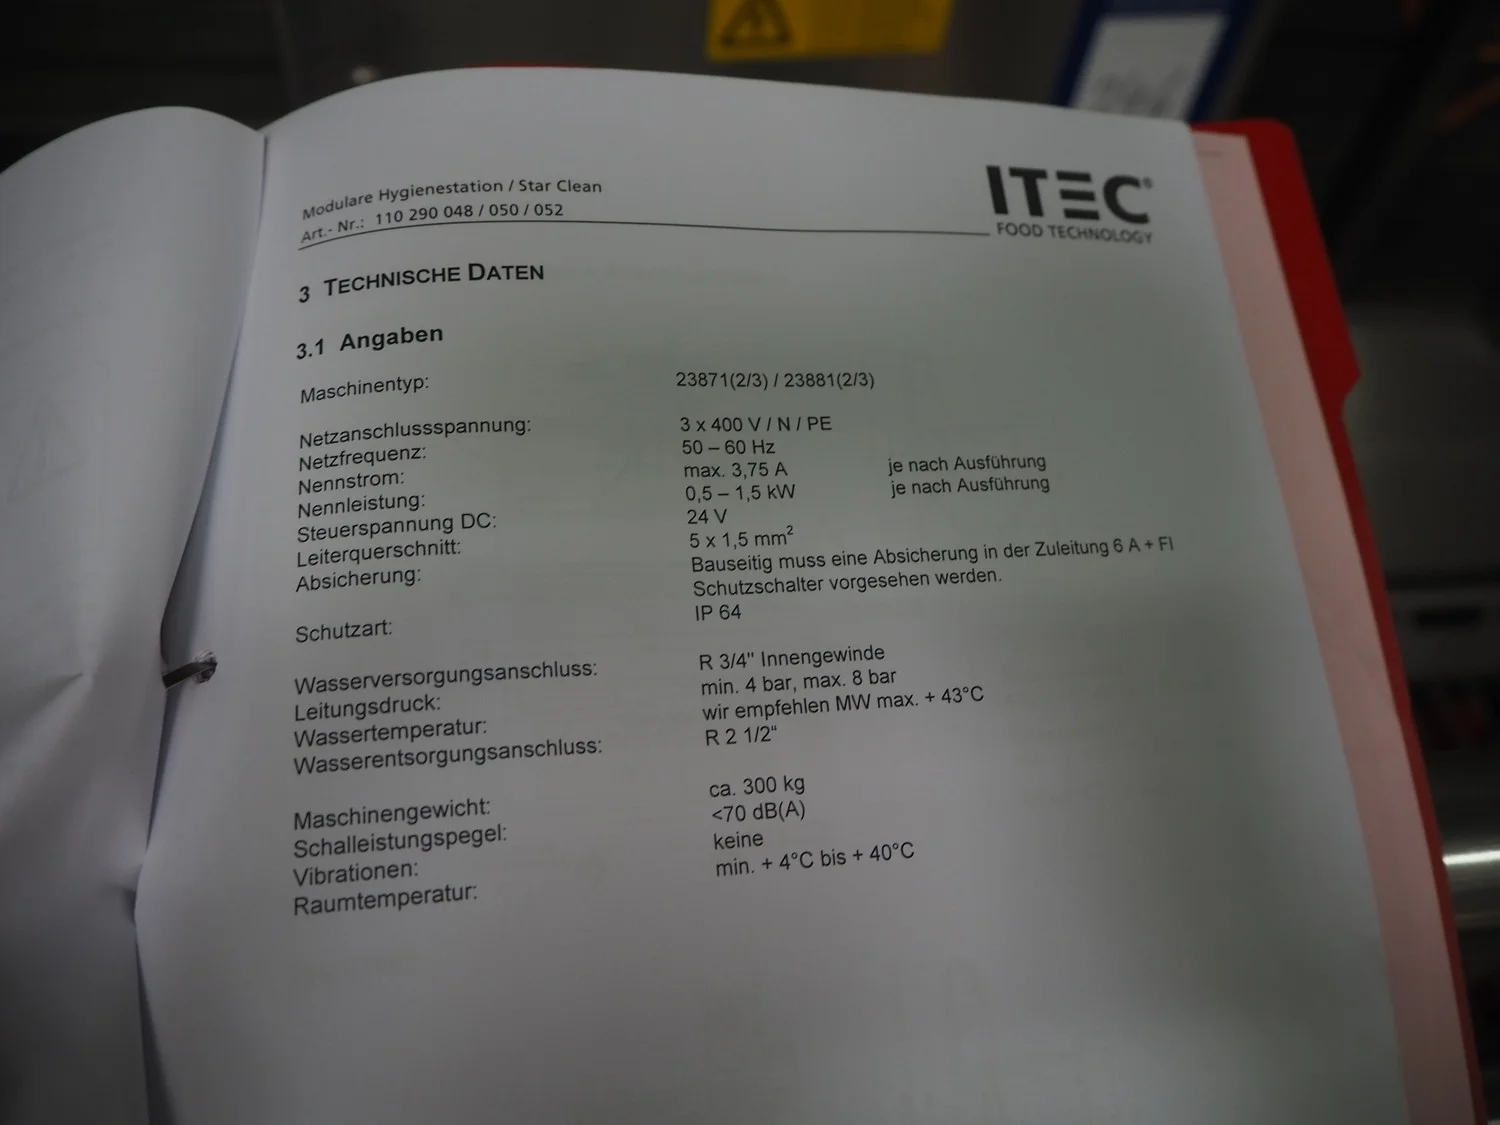 Modulare Hygienestation / Star Clean
Art.- Nr.: 110 290 048 / 050 / 052
ITEC®
FOOD TECHNOLOGY
3 TECHNISCHE DATEN
3.1 Angaben
Maschinentyp: 23871(2/3) / 23881(2/3)
Netzanschlussspannung: 3 x 400 V / N / PE
Netzfrequenz: 50 – 60 Hz
Nennstrom: max. 3,75 A je nach Ausführung
Nennleistung: 0,5 – 1,5 kW je nach Ausführung
Steuerspannung DC: 24 V
Leiterquerschnitt: 5 x 1,5 mm²
Absicherung: Bauseitig muss eine Absicherung in der Zuleitung 6 A + FI
Schutzschalter vorgesehen werden.
Schutzart: IP 64
Wasserversorgungsanschluss: R 3/4" Innengewinde
Leitungsdruck: min. 4 bar, max. 8 bar
Wassertemperatur: wir empfehlen MW max. + 43°C
Wasserentsorgungsanschluss: R 2 1/2“
Maschinengewicht: ca. 300 kg
Schalleistungspegel: <70 dB(A)
Vibrationen: keine
Raumtemperatur: min. + 4°C bis + 40°C